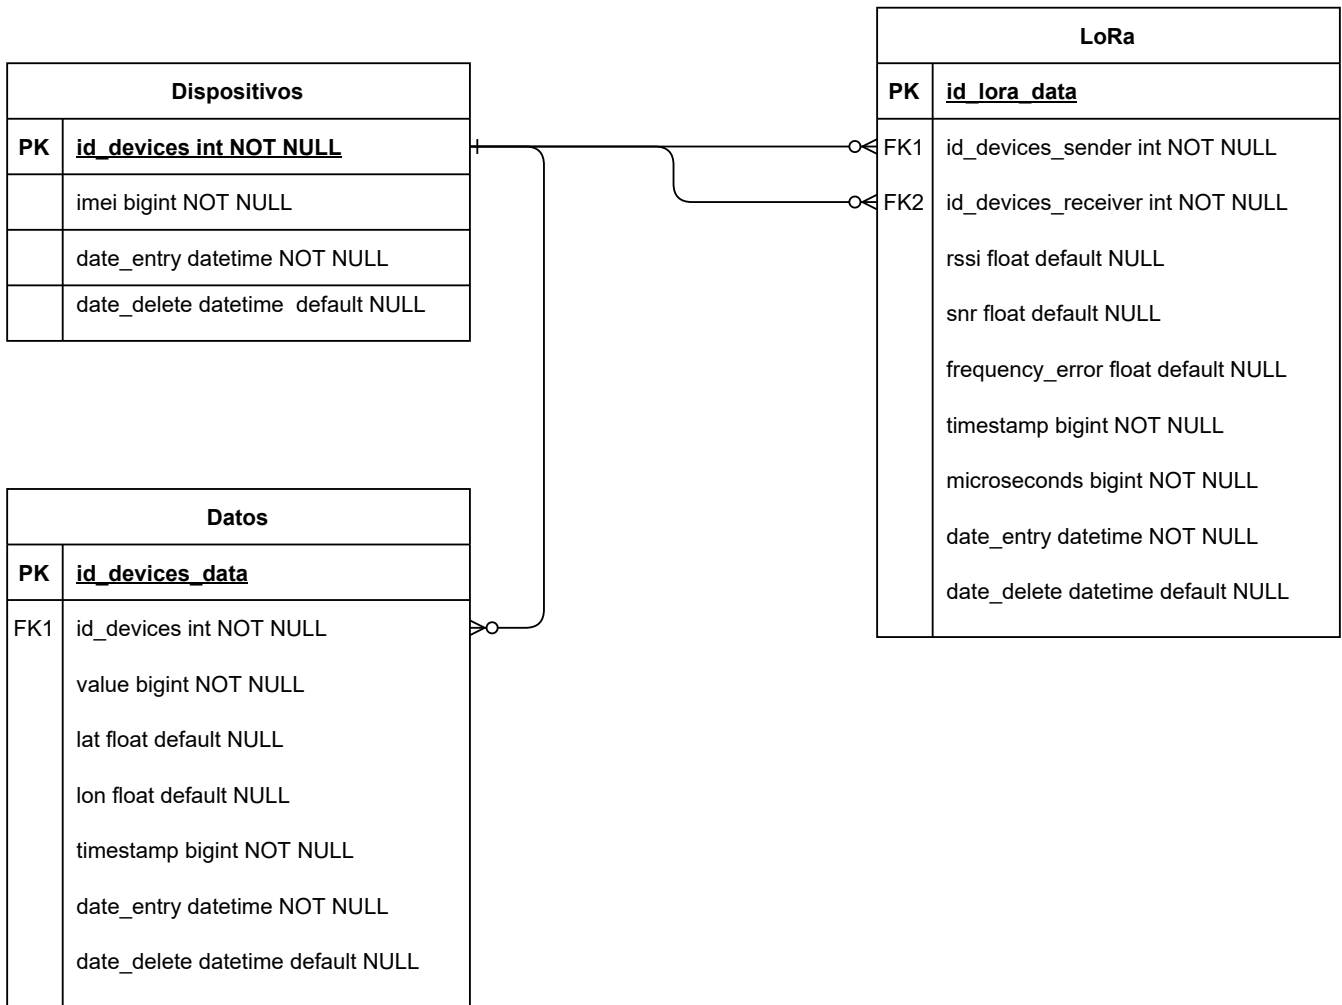 Dispositivos
PK id_devices int NOT NULL
imei bigint NOT NULL
date_entry datetime NOT NULL
date_delete datetime  default NULL
Datos
PK id_devices_data
FK1 id_devices int NOT NULL
value bigint NOT NULL
lat float default NULL
lon float default NULL
timestamp bigint NOT NULL
date_entry datetime NOT NULL
date_delete datetime default NULL
LoRa
PK id_lora_data
FK1 id_devices_sender int NOT NULL
FK2 id_devices_receiver int NOT NULL
rssi float default NULL
snr float default NULL
frequency_error float default NULL
timestamp bigint NOT NULL
microseconds bigint NOT NULL
date_entry datetime NOT NULL
date_delete datetime default NULL